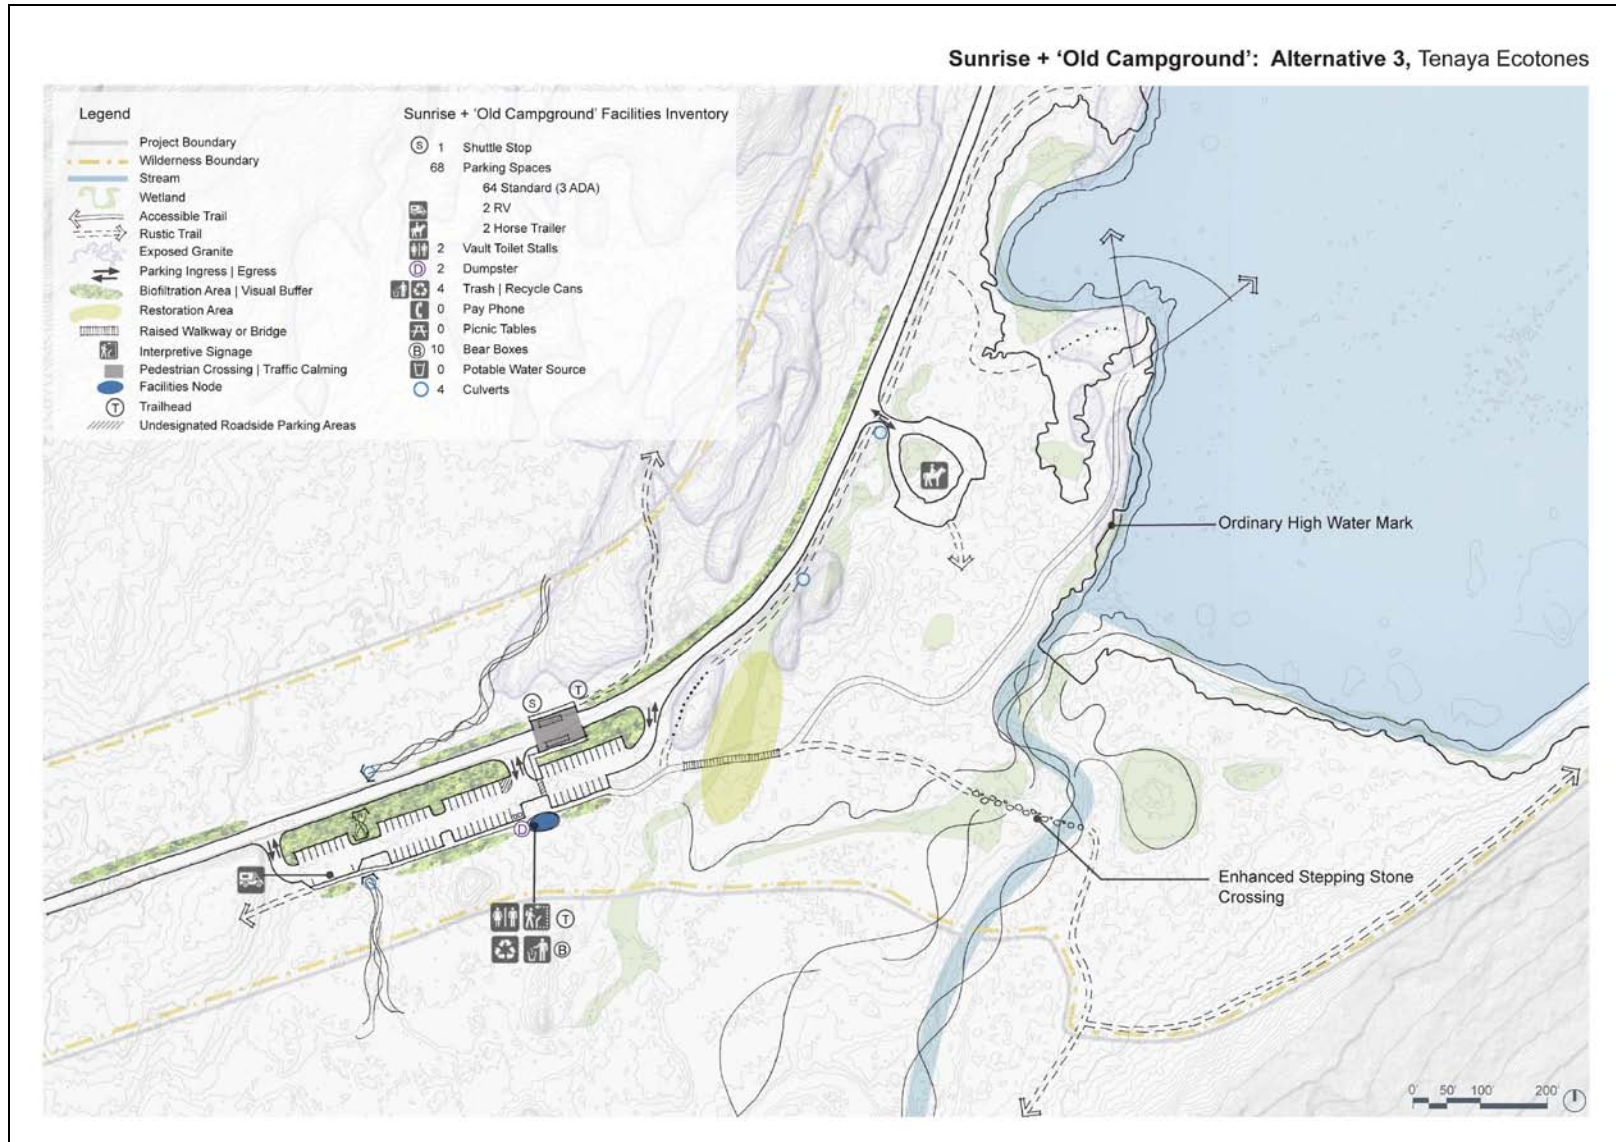 Sunrise + 'Old Campground': Alternative 3, Tenaya Ecotones
Legend
Project Boundary
Wilderness Boundary
Stream
Wetland
Accessible Trail
Rustic Trail
Exposed Granite
Parking Ingress | Egress
Biofiltration Area | Visual Buffer
Restoration Area
Raised Walkway or Bridge
Interpretive Signage
Pedestrian Crossing | Traffic Calming
Facilities Node
T Trailhead
Undesignated Roadside Parking Areas
Sunrise + 'Old Campground' Facilities Inventory
S 1 Shuttle Stop
68 Parking Spaces
64 Standard (3 ADA)
2 RV
2 Horse Trailer
2 Vault Toilet Stalls
D 2 Dumpster
4 Trash | Recycle Cans
0 Pay Phone
0 Picnic Tables
B 10 Bear Boxes
0 Potable Water Source
4 Culverts
Ordinary High Water Mark
S
T
D
Enhanced Stepping Stone
Crossing
T
B
0' 50' 100' 200'